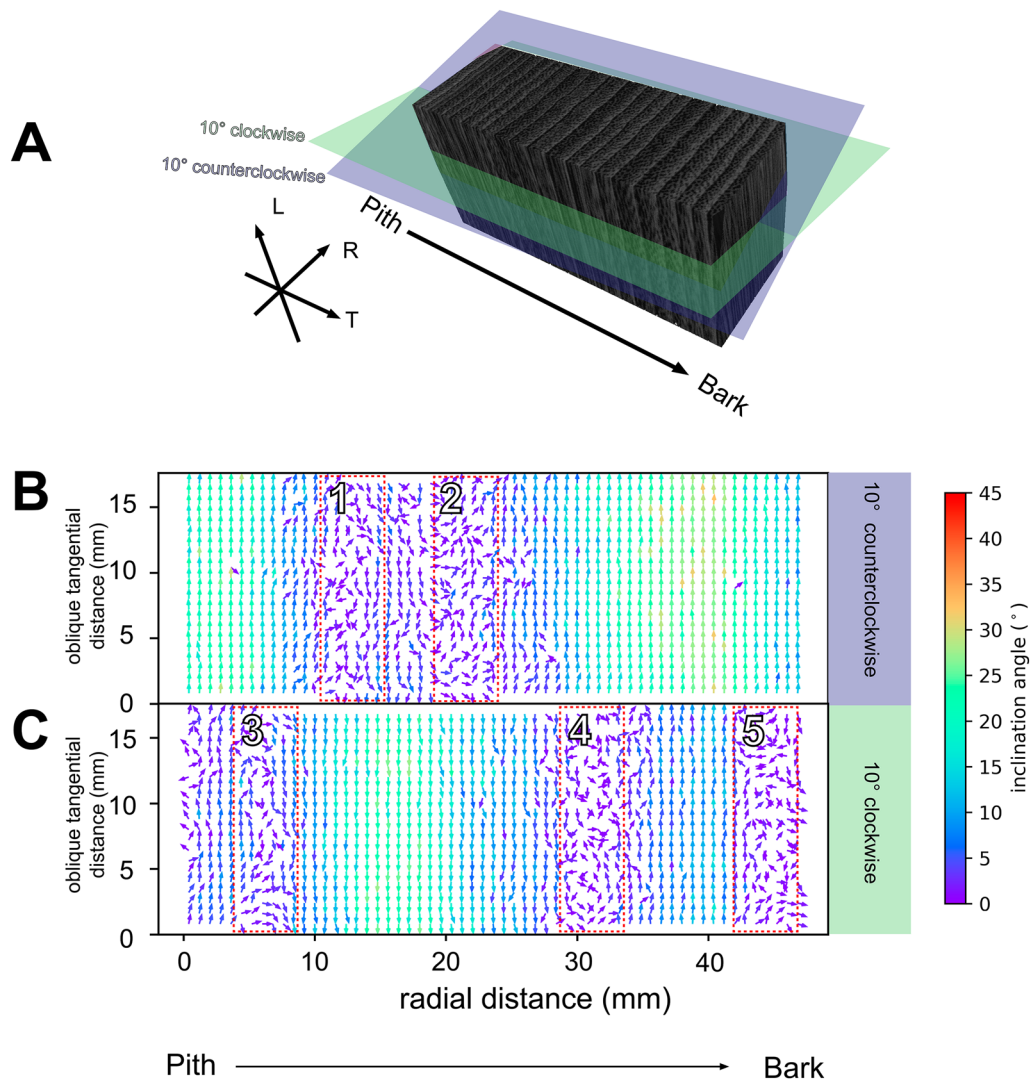 A
10° clockwise
10° counterclockwise
L
R
T
Pith
Bark
B
oblique tangential
distance (mm)
15
10
5
0
1
2
10° counterclockwise
C
oblique tangential
distance (mm)
15
10
5
0
3
4
5
10° clockwise
0
10
20
30
40
radial distance (mm)
45
40
35
30
25
20
15
10
5
0
inclination angle (°)
Pith
Bark